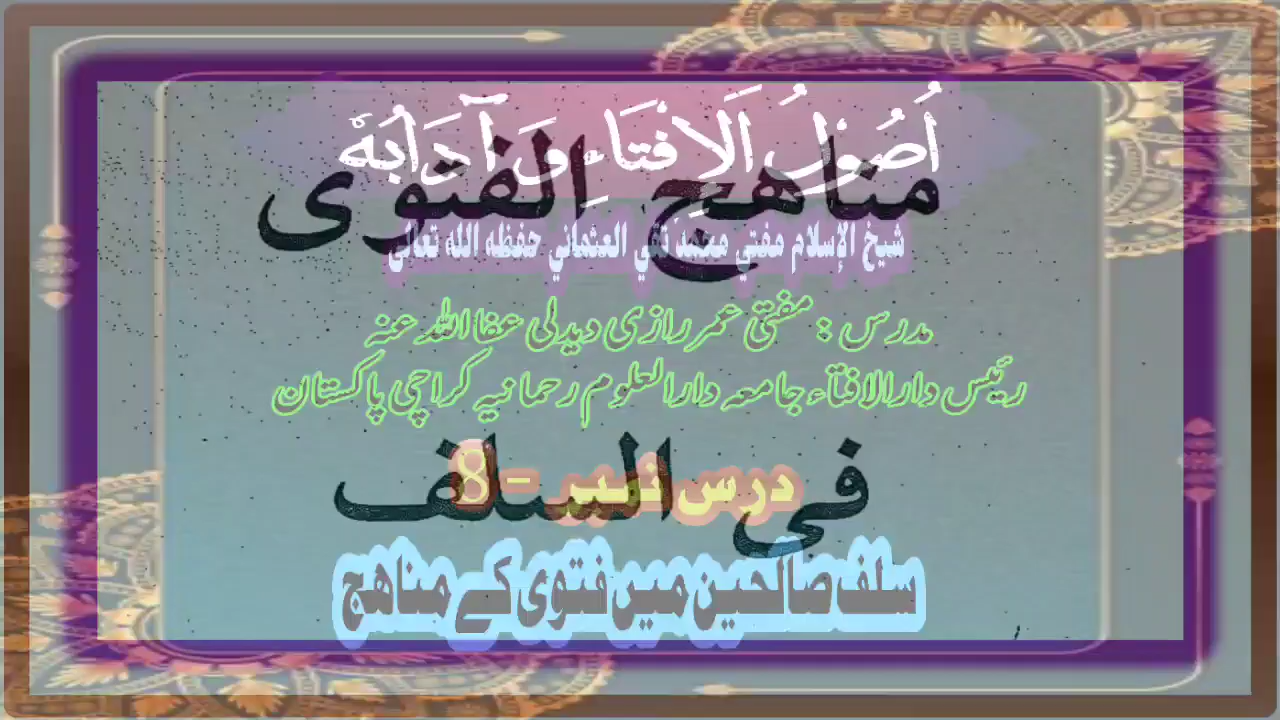 اُصُوْلُ الْاِفْتَاءِ وَآدَابُهٗ
مناهج الفتوى
شيخ الإسلام مفتي محمد تقي العثماني حفظه الله تعالى
مدرس : مفتی عمر رازی دیدلی عفا اللہ عنہ
رئیس دارالافتاء جامعہ دارالعلوم رحمانیہ کراچی پاکستان
في السلف
درس نمبر - 8
سلف صالحین میں فتوی کے مناهج